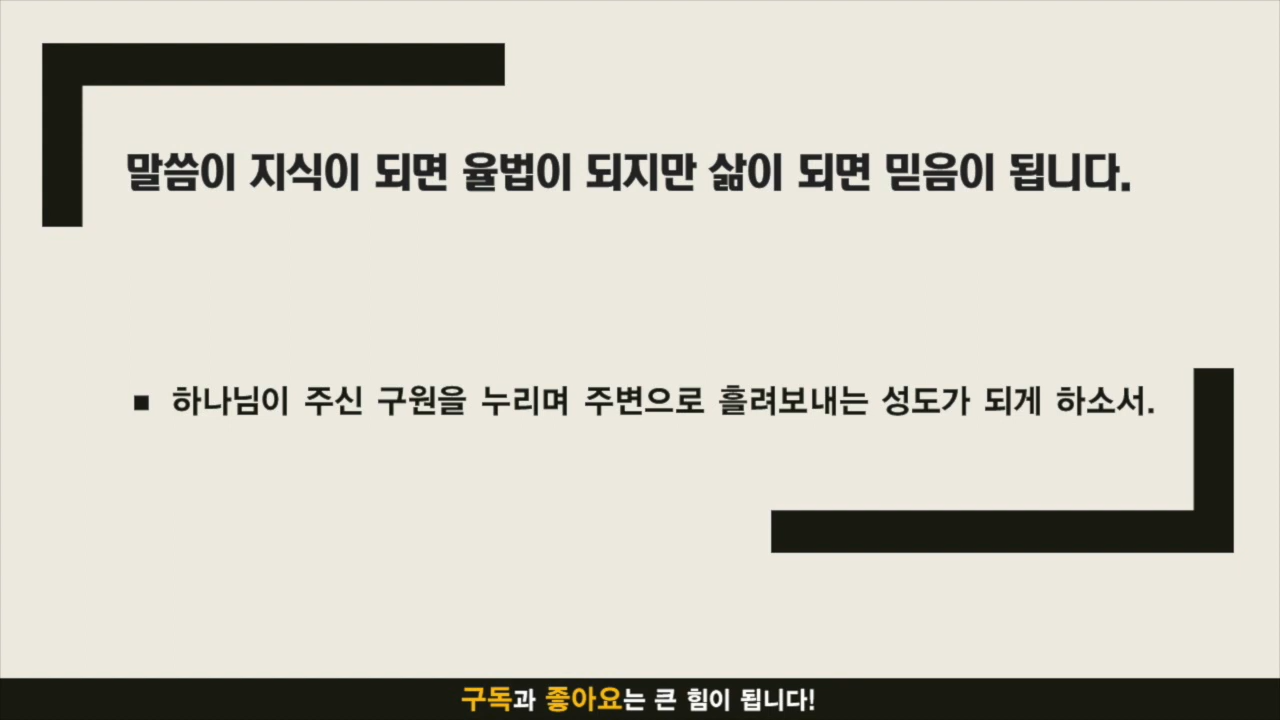 말씀이 지식이 되면 율법이 되지만 삶이 되면 믿음이 됩니다.
▪ 하나님이 주신 구원을 누리며 주변으로 흘려보내는 성도가 되게 하소서.
구독과 좋아요는 큰 힘이 됩니다!